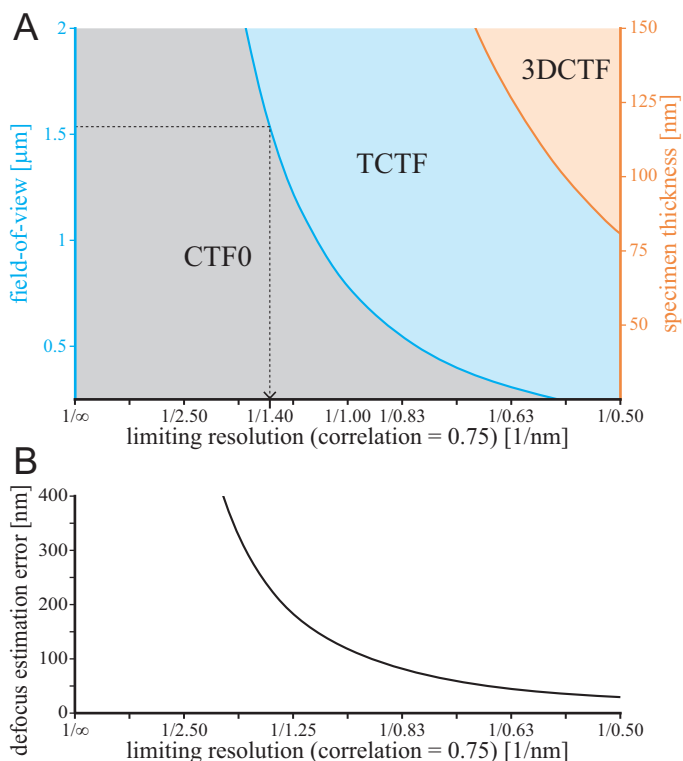 A
field-of-view [μm]
2
1.5
1
0.5
CTF0
TCTF
3DCTF
150
125
100
75
50
specimen thickness [nm]
1/∞ 1/2.50 1/1.40 1/1.00 1/0.83 1/0.63 1/0.50
limiting resolution (correlation = 0.75) [1/nm]
B
defocus estimation error [nm]
400
300
200
100
0
1/∞ 1/2.50 1/1.25 1/0.83 1/0.63 1/0.50
limiting resolution (correlation = 0.75) [1/nm]